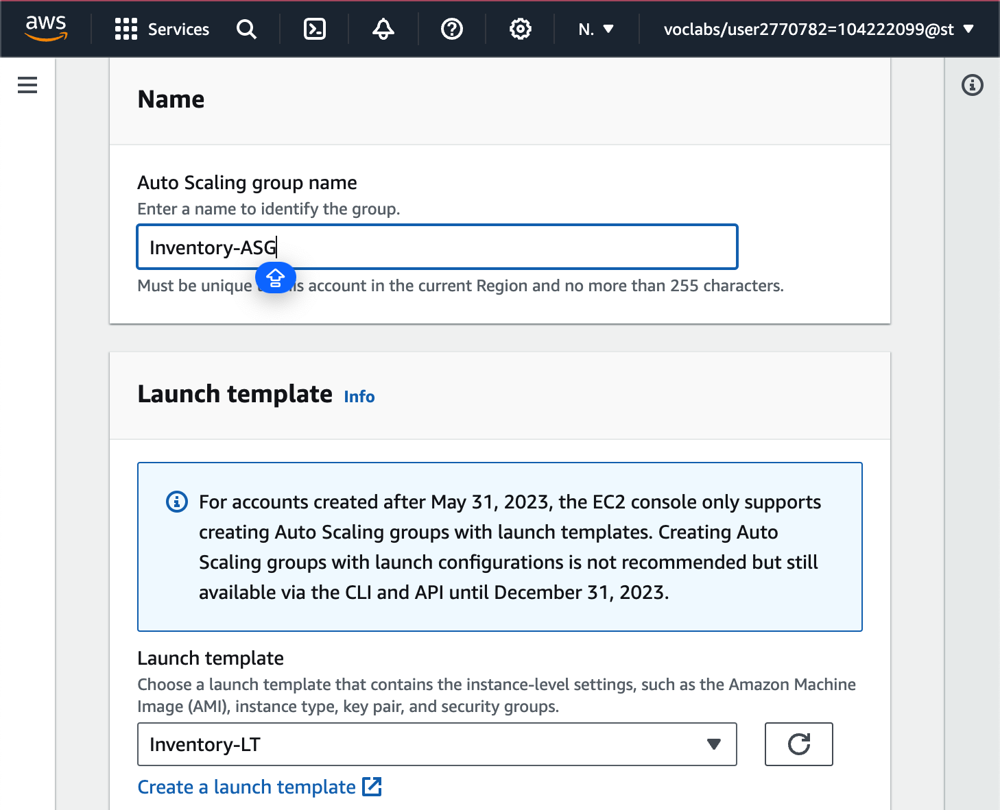 aws
Services
N.
voclabs/user2770782=104222099@st
Name
Auto Scaling group name
Enter a name to identify the group.
Inventory-ASG
Must be unique is account in the current Region and no more than 255 characters.
Launch template Info
For accounts created after May 31, 2023, the EC2 console only supports
creating Auto Scaling groups with launch templates. Creating Auto
Scaling groups with launch configurations is not recommended but still
available via the CLI and API until December 31, 2023.
Launch template
Choose a launch template that contains the instance-level settings, such as the Amazon Machine
Image (AMI), instance type, key pair, and security groups.
Inventory-LT
Create a launch template